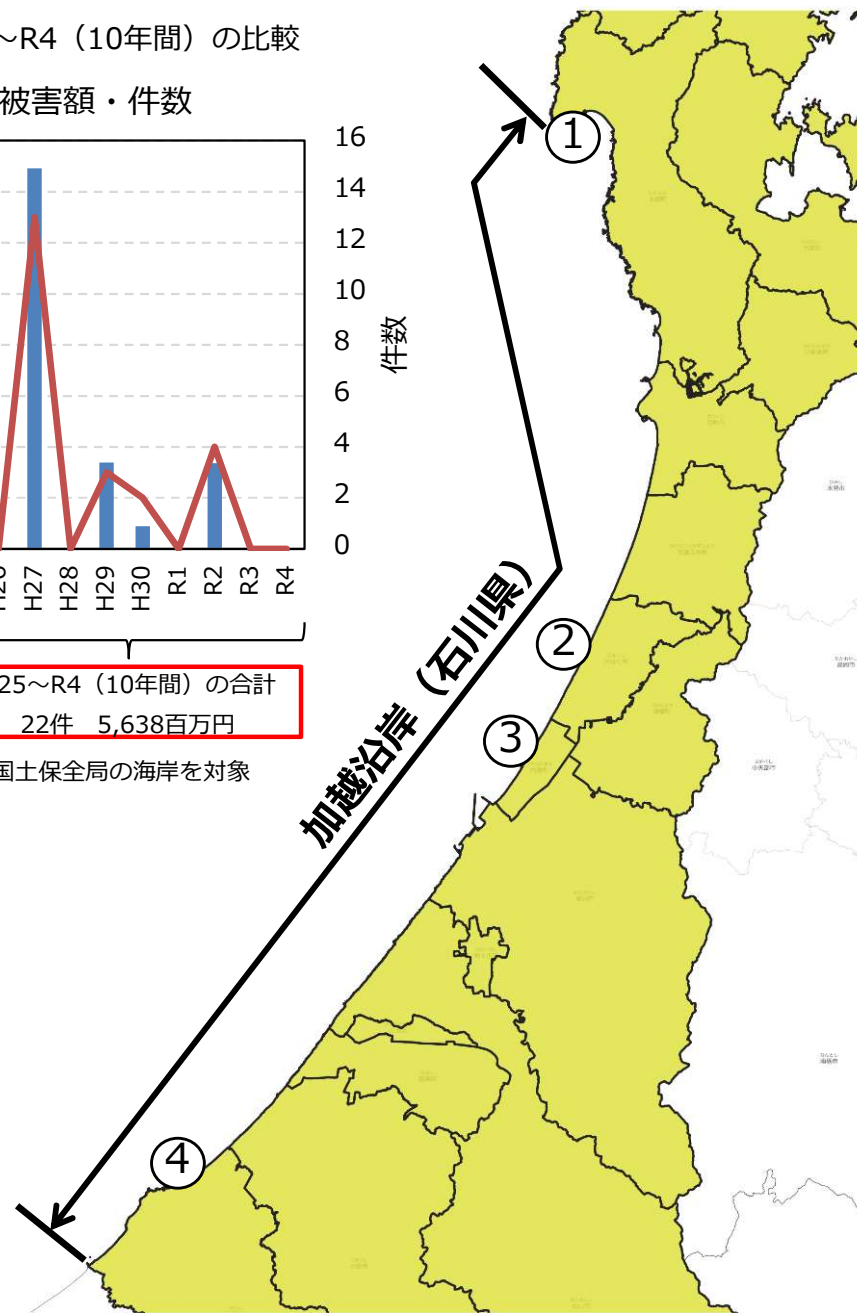 ～R4（10年間）の比較
被害額・件数
16
14
12
10
8
6
4
2
0
件数
H26
H27
H28
H29
H30
R1
R2
R3
R4
25～R4（10年間）の合計
22件 5,638百万円
国土保全局の海岸を対象
加越沿岸（石川県）
①
②
③
④